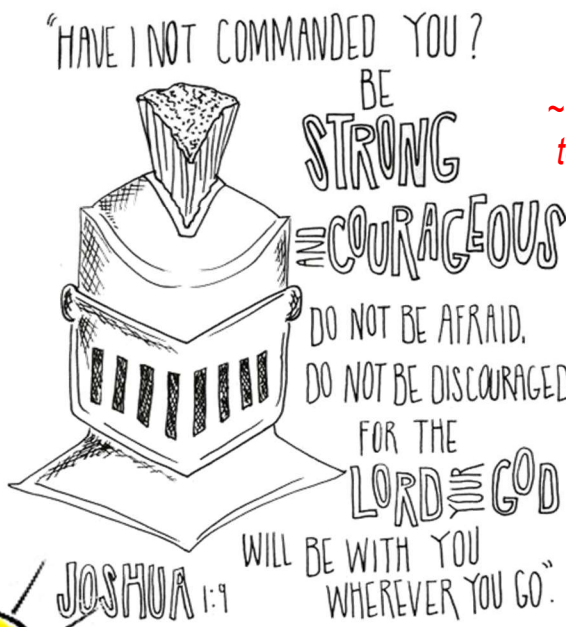 "HAVE I NOT COMMANDED YOU?
BE
STRONG
AND COURAGEOUS
DO NOT BE AFRAID.
DO NOT BE DISCOURAGED
FOR THE
LORD YOUR GOD
WILL BE WITH YOU
WHEREVER YOU GO".
JOSHUA 1:9
~
t